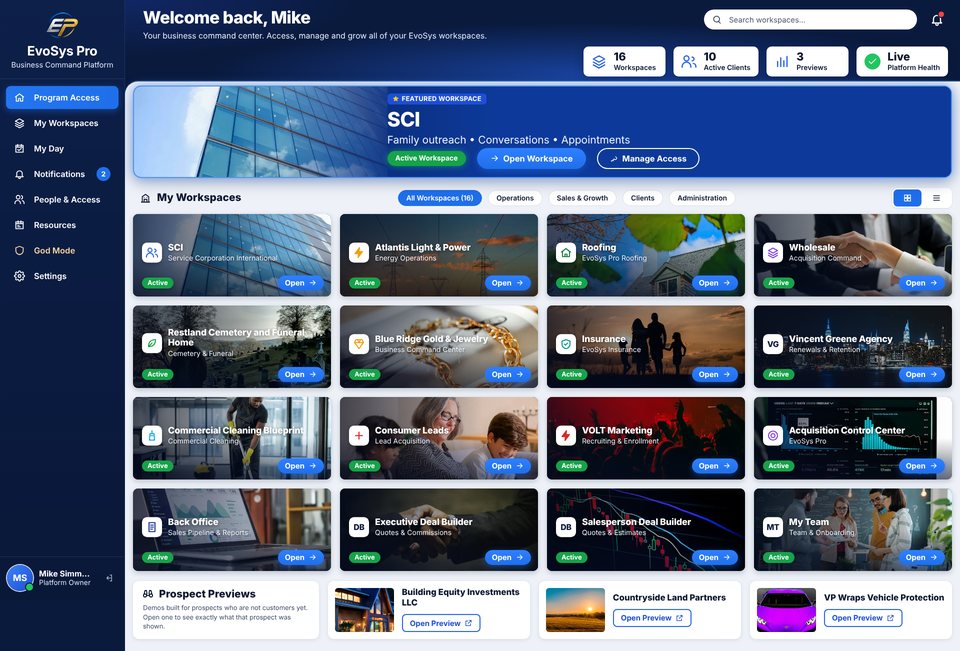 EP
EvoSys Pro
Business Command Platform
Program Access
My Workspaces
My Day
Notifications
2
People & Access
Resources
God Mode
Settings
MS
Mike Simm...
Platform Owner
Welcome back, Mike
Your business command center. Access, manage and grow all of your EvoSys workspaces.
Search workspaces...
16
Workspaces
10
Active Clients
3
Previews
Live
Platform Health
FEATURED WORKSPACE
SCI
Family outreach • Conversations • Appointments
Active Workspace
Open Workspace
Manage Access
My Workspaces
All Workspaces (16)
Operations
Sales & Growth
Clients
Administration
SCI
Service Corporation International
Active
Open
Atlantis Light & Power
Energy Operations
Active
Open
Roofing
EvoSys Pro Roofing
Active
Open
Wholesale
Acquisition Command
Active
Open
Restland Cemetery and Funeral
Home
Cemetery & Funeral
Active
Open
Blue Ridge Gold & Jewelry
Business Command Center
Active
Open
Insurance
EvoSys Insurance
Active
Open
VG
Vincent Greene Agency
Renewals & Retention
Active
Open
Commercial Cleaning Blueprint
Commercial Cleaning
Active
Open
Consumer Leads
Lead Acquisition
Active
Open
VOLT Marketing
Recruiting & Enrollment
Active
Open
Acquisition Control Center
EvoSys Pro
Active
Open
Back Office
Sales Pipeline & Reports
Active
Open
DB
Executive Deal Builder
Quotes & Commissions
Active
Open
DB
Salesperson Deal Builder
Quotes & Estimates
Active
Open
MT
My Team
Team & Onboarding
Active
Open
Prospect Previews
Demos built for prospects who are not customers yet.
Open one to see exactly what that prospect was
shown.
Building Equity Investments
LLC
Open Preview
Countryside Land Partners
Open Preview
VP Wraps Vehicle Protection
Open Preview